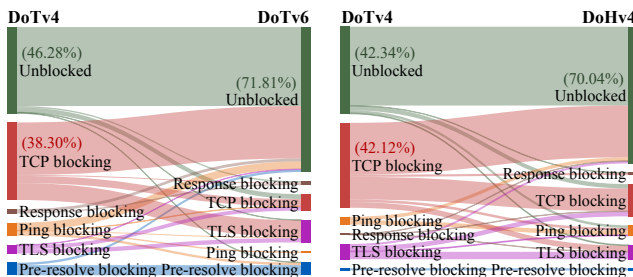 DoTv4 DoTv6
(46.28%)
Unblocked
(71.81%)
Unblocked
(38.30%)
TCP blocking
Response blocking
TCP blocking
Response blocking
Ping blocking
TLS blocking
TLS blocking
Ping blocking
Pre-resolve blocking Pre-resolve blocking
DoTv4 DoHv4
(42.34%)
Unblocked
(70.04%)
Unblocked
(42.12%)
TCP blocking
Response blocking
TCP blocking
Ping blocking
Response blocking
Ping blocking
TLS blocking
TLS blocking
Pre-resolve blocking Pre-resolve blocking